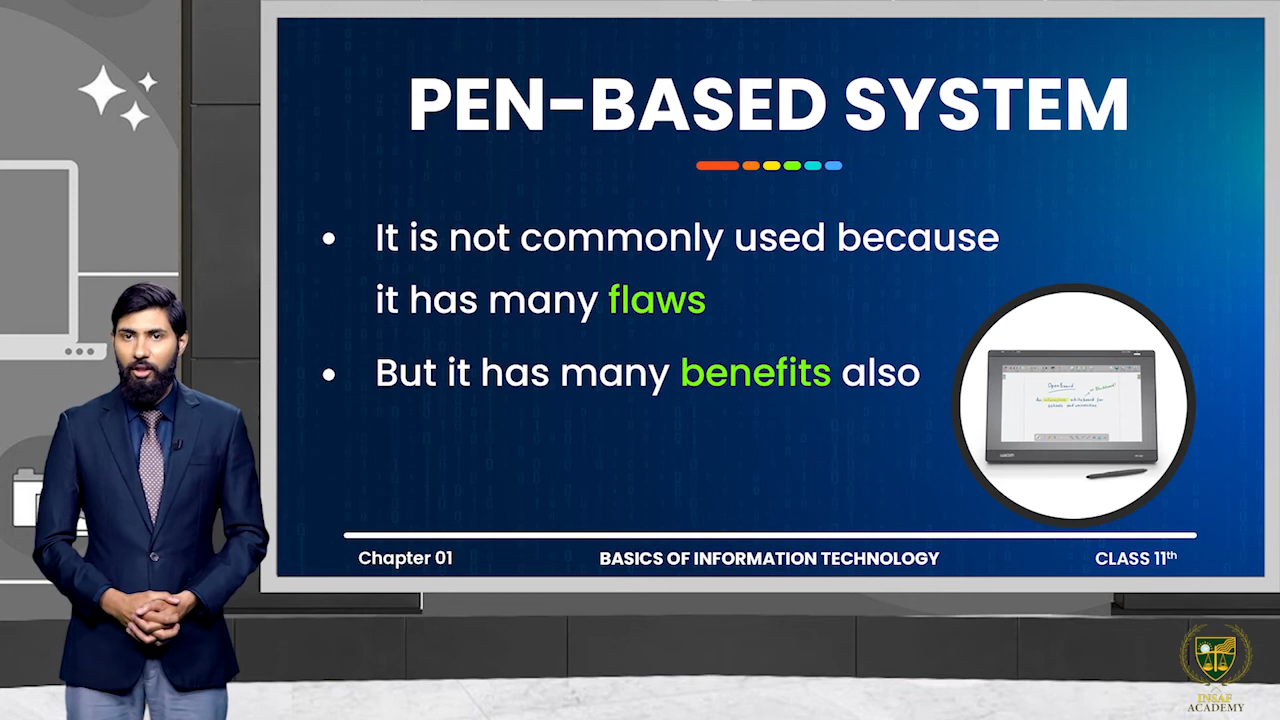 PEN-BASED SYSTEM
• It is not commonly used because
it has many flaws
• But it has many benefits also
OpenBoard
Chapter 01
BASICS OF INFORMATION TECHNOLOGY
CLASS 11th
INSAF
ACADEMY